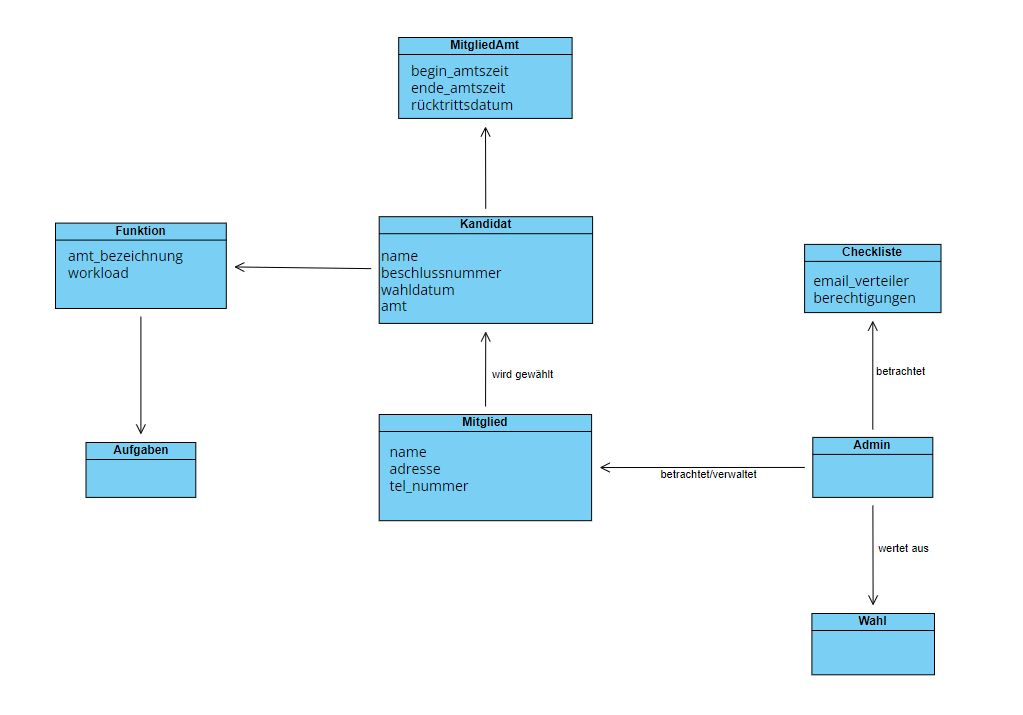 MitgliedAmt
begin_amtszeit
ende_amtszeit
rücktrittsdatum
Funktion
amt_bezeichnung
workload
Kandidat
name
beschlussnummer
wahldatum
amt
Checkliste
email_verteiler
berechtigungen
wird gewählt
betrachtet
Aufgaben
Mitglied
name
adresse
tel_nummer
betrachtet/verwaltet
Admin
wertet aus
Wahl